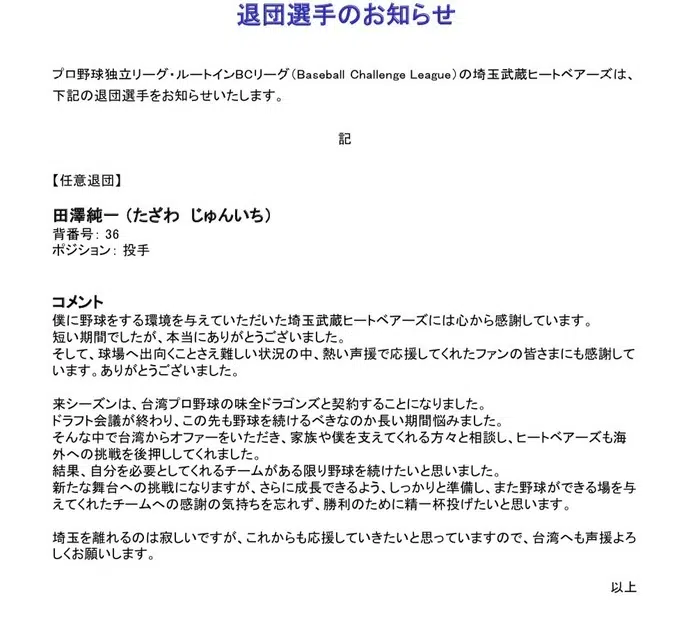 退団選手のお知らせ
プロ野球独立リーグ・ルートインBCリーグ（Baseball Challenge League）の埼玉武蔵ヒートベアーズは、
下記の退団選手をお知らせいたします。
記
【任意退団】
田澤純一（たざわ　じゅんいち）
背番号： 36
ポジション： 投手
コメント
僕に野球をする環境を与えていただいた埼玉武蔵ヒートベアーズには心から感謝しています。
短い期間でしたが、本当にありがとうございました。
そして、球場へ出向くことさえ難しい状況の中、熱い声援で応援してくれたファンの皆さまにも感謝して
います。ありがとうございました。
来シーズンは、台湾プロ野球の味全ドラゴンズと契約することになりました。
ドラフト会議が終わり、この先も野球を続けるべきなのか長い期間悩みました。
そんな中で台湾からオファーをいただき、家族や僕を支えてくれる方々と相談し、ヒートベアーズも海
外への挑戦を後押ししてくれました。
結果、自分を必要としてくれるチームがある限り野球を続けたいと思いました。
新たな舞台への挑戦になりますが、さらに成長できるよう、しっかりと準備し、また野球ができる場を与
えてくれたチームへの感謝の気持ちを忘れず、勝利のために精一杯投げたいと思います。
埼玉を離れるのは寂しいですが、これからも応援していきたいと思っていますので、台湾へも声援よろ
しくお願いします。
以上